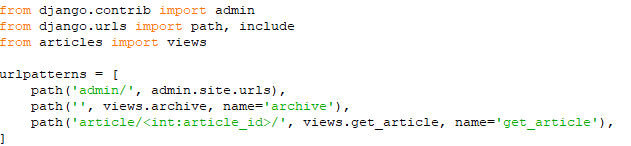 from django.contrib import admin
from django.urls import path, include
from articles import views

urlpatterns = [
    path('admin/', admin.site.urls),
    path('', views.archive, name='archive'),
    path('article/<int:article_id>/', views.get_article, name='get_article'),
]